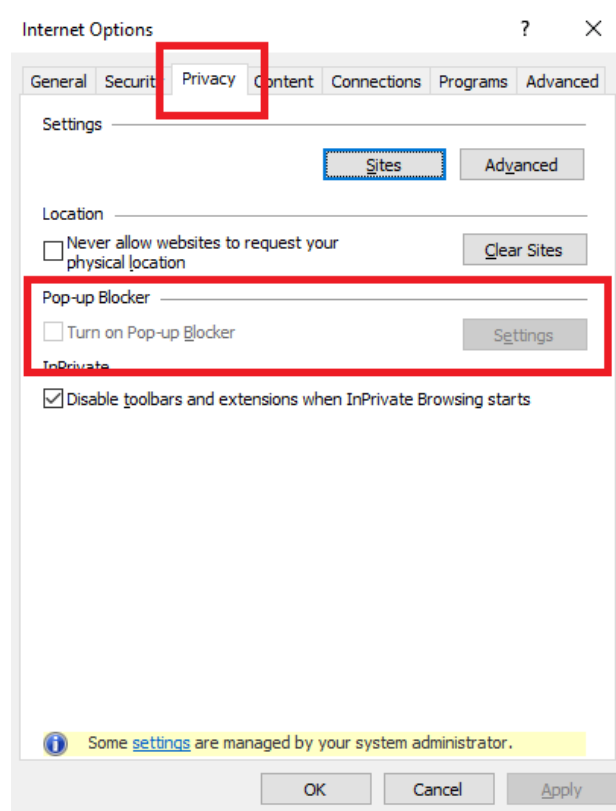 Internet Options ? X
General Security Privacy Content Connections Programs Advanced
Settings
Sites Advanced
Location
Never allow websites to request your
physical location
Clear Sites
Pop-up Blocker
Turn on Pop-up Blocker Settings
InPrivate
Disable toolbars and extensions when InPrivate Browsing starts
Some settings are managed by your system administrator.
OK Cancel Apply